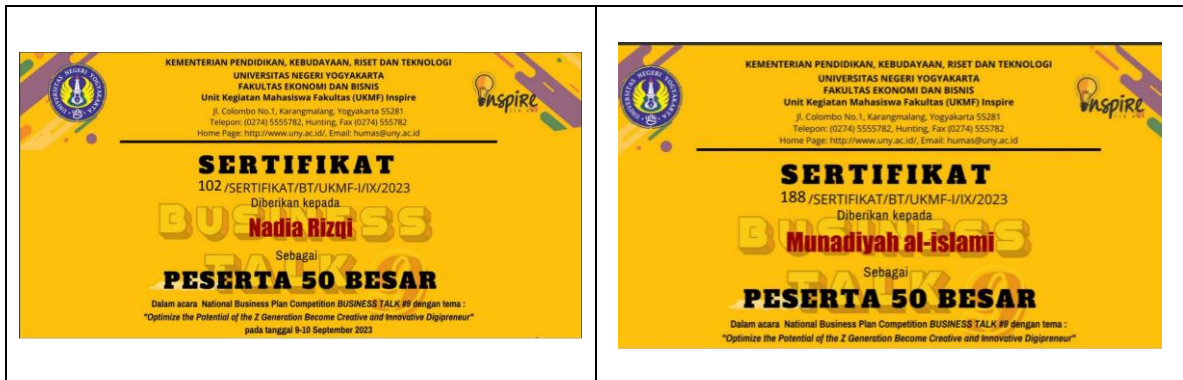 KEMENTERIAN PENDIDIKAN, KEBUDAYAAN, RISET DAN TEKNOLOGI
UNIVERSITAS NEGERI YOGYAKARTA
FAKULTAS EKONOMI DAN BISNIS
Unit Kegiatan Mahasiswa Fakultas (UKMF) Inspire
Jl. Colombo No.1, Karangmalang, Yogyakarta 55281
Telepon: (0274) 5555782, Hunting, Fax (0274) 555782
Home Page: http://www.uny.ac.id/, Email: humas@uny.ac.id
Inspire
SERTIFIKAT
102 /SERTIFIKAT/BT/UKMF-I/IX/2023
Diberikan kepada
BUSINESS
Nadia Rizqi
Sebagai
TALK 9
PESERTA 50 BESAR
Dalam acara National Business Plan Competition BUSINESS TALK #9 dengan tema :
"Optimize the Potential of the Z Generation Become Creative and Innovative Digipreneur"
pada tanggal 9-10 September 2023
KEMENTERIAN PENDIDIKAN, KEBUDAYAAN, RISET DAN TEKNOLOGI
UNIVERSITAS NEGERI YOGYAKARTA
FAKULTAS EKONOMI DAN BISNIS
Unit Kegiatan Mahasiswa Fakultas (UKMF) Inspire
Jl. Colombo No.1, Karangmalang, Yogyakarta 55281
Telepon: (0274) 5555782, Hunting, Fax (0274) 555782
Home Page: http://www.uny.ac.id/, Email: humas@uny.ac.id
Inspire
SERTIFIKAT
188 /SERTIFIKAT/BT/UKMF-I/IX/2023
Diberikan kepada
BUSINESS
Munadiyah al-islami
Sebagai
TALK 9
PESERTA 50 BESAR
Dalam acara National Business Plan Competition BUSINESS TALK #9 dengan tema :
"Optimize the Potential of the Z Generation Become Creative and Innovative Digipreneur"